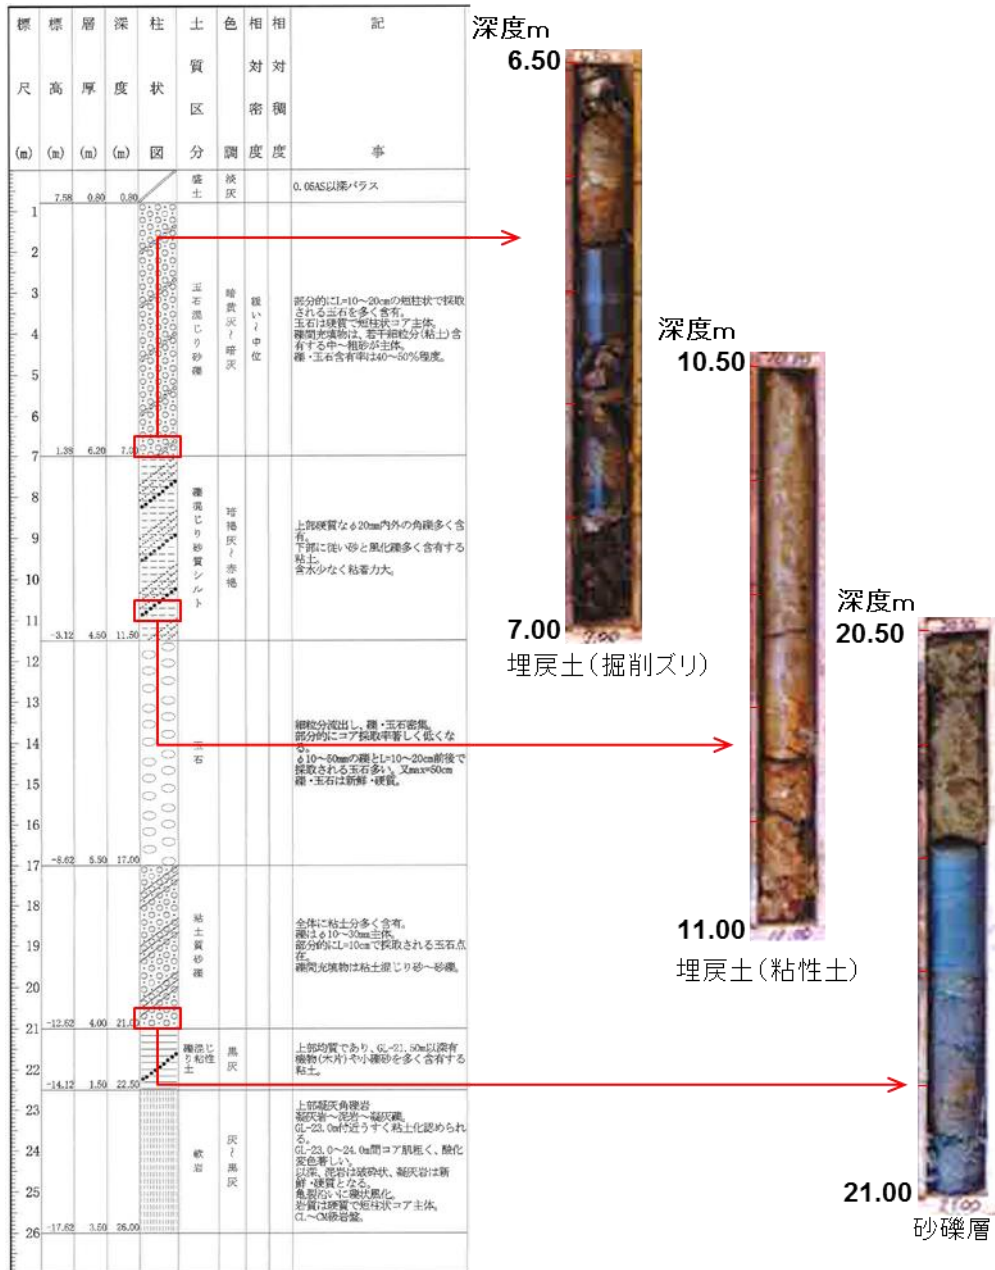 標尺(m) 標高(m) 層厚(m) 深度(m) 柱状図 土質区分 色調 相対密度 相対稠度 記事
盛土 淡灰 0.05AS以深バラス
7.58 0.80 0.80
1
2
3
4
5
6
玉石混じり砂礫
暗黄灰～暗灰
緩い～中位
部分的にL=10～20cmの短柱状で採取
される玉石を多く含有。
玉石は硬質で短柱状コア主体。
礫間充填物は、若干細粒分(粘土)含
有する中～粗砂が主体。
礫・玉石含有率は40～50%程度。
1.38 6.20 7.00
7
8
9
10
11
礫混じり砂質シルト
暗褐灰～赤褐
上部硬質なφ20mm内外の角礫多く含
有。
下部に従い砂と風化礫多く含有する
粘土。
含水少なく粘着力大。
-3.12 4.50 11.50
12
13
14
15
16
玉石
細粒分流出し、礫・玉石密集。
部分的にコア採取率著しく低くな
る。
φ10～50mmの礫とL=10～20cm前後で
採取される玉石多い。又max=50cm
礫・玉石は新鮮・硬質。
-8.62 5.50 17.00
17
18
19
20
粘土質砂礫
全体に粘土分多く含有。
礫はφ10～30mm主体。
部分的にL=10cmで採取される玉石点
在。
礫間充填物は粘土混じり砂～砂礫。
-12.62 4.00 21.00
21
22
礫混じり粘性土
黒灰
上部均質であり、GL-21.50m以深有
機物(木片)や小礫砂を多く含有する
粘土。
-14.12 1.50 22.50
23
24
25
26
軟岩
灰～黒灰
上部凝灰角礫岩
凝灰岩～泥岩～凝灰礫。
GL-23.0m付近うすく粘土化認められ
る。
GL-23.0～24.0m間コア肌粗く、酸化
変色著しい。
以深、泥岩は破砕状、凝灰岩は新
鮮・硬質となる。
亀裂沿いに礫状風化。
岩質は硬質で短柱状コア主体。
CL～CM級岩盤。
-17.62 3.50 26.00
深度m
6.50
7.00
埋戻土(掘削ズリ)
深度m
10.50
11.00
埋戻土(粘性土)
深度m
20.50
21.00
砂礫層